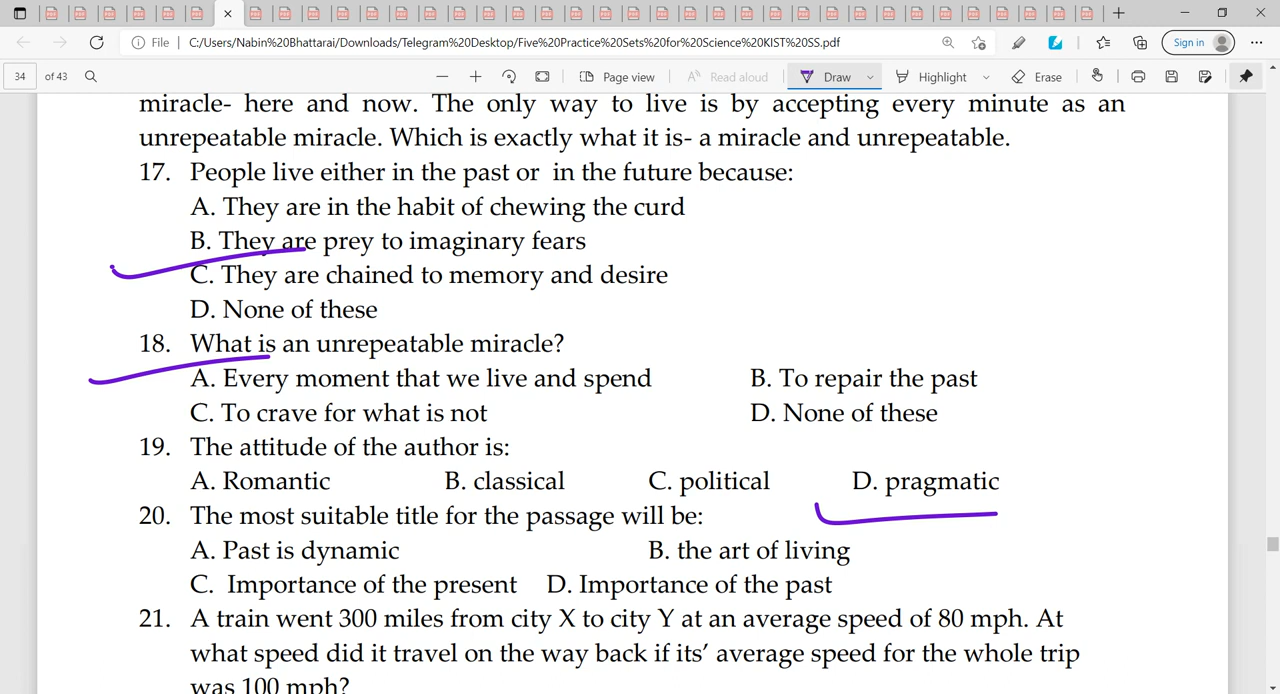 File C:/Users/Nabin%20Bhattarai/Downloads/Telegram%20Desktop/Five%20Practice%20Sets%20for%20Science%20KIST%20SS.pdf Sign in
34 of 43 Page view Read aloud Draw Highlight Erase
miracle- here and now. The only way to live is by accepting every minute as an
unrepeatable miracle. Which is exactly what it is- a miracle and unrepeatable.
17. People live either in the past or in the future because:
A. They are in the habit of chewing the curd
B. They are prey to imaginary fears
C. They are chained to memory and desire
D. None of these
18. What is an unrepeatable miracle?
A. Every moment that we live and spend B. To repair the past
C. To crave for what is not D. None of these
19. The attitude of the author is:
A. Romantic B. classical C. political D. pragmatic
20. The most suitable title for the passage will be:
A. Past is dynamic B. the art of living
C. Importance of the present D. Importance of the past
21. A train went 300 miles from city X to city Y at an average speed of 80 mph. At
what speed did it travel on the way back if its’ average speed for the whole trip
was 100 mph?